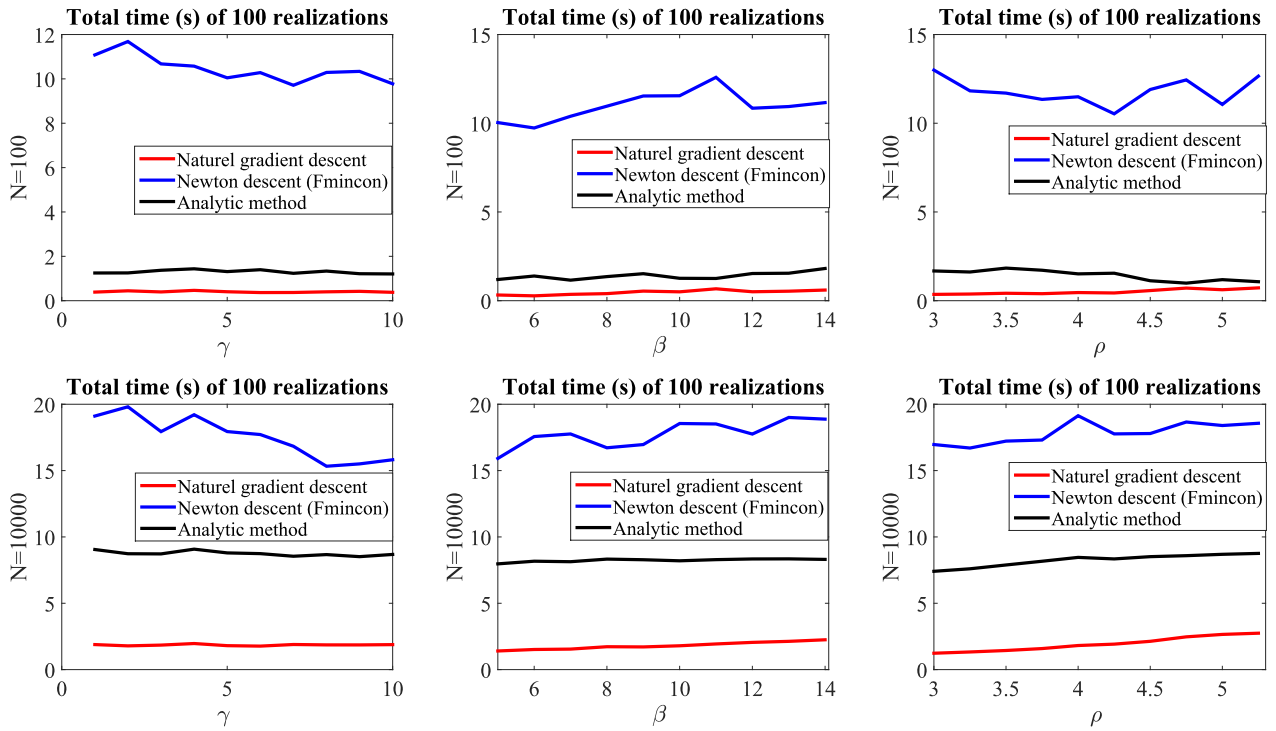 Total time (s) of 100 realizations
12
10
8
6
4
2
0
N=100
Naturel gradient descent
Newton descent (Fmincon)
Analytic method
0 5 10
γ
Total time (s) of 100 realizations
15
10
5
0
N=100
Naturel gradient descent
Newton descent (Fmincon)
Analytic method
6 8 10 12 14
β
Total time (s) of 100 realizations
15
10
5
0
N=100
Naturel gradient descent
Newton descent (Fmincon)
Analytic method
3 3.5 4 4.5 5
ρ
Total time (s) of 100 realizations
20
15
10
5
0
N=10000
Naturel gradient descent
Newton descent (Fmincon)
Analytic method
0 5 10
γ
Total time (s) of 100 realizations
20
15
10
5
0
N=10000
Naturel gradient descent
Newton descent (Fmincon)
Analytic method
6 8 10 12 14
β
Total time (s) of 100 realizations
20
15
10
5
0
N=10000
Naturel gradient descent
Newton descent (Fmincon)
Analytic method
3 3.5 4 4.5 5
ρ